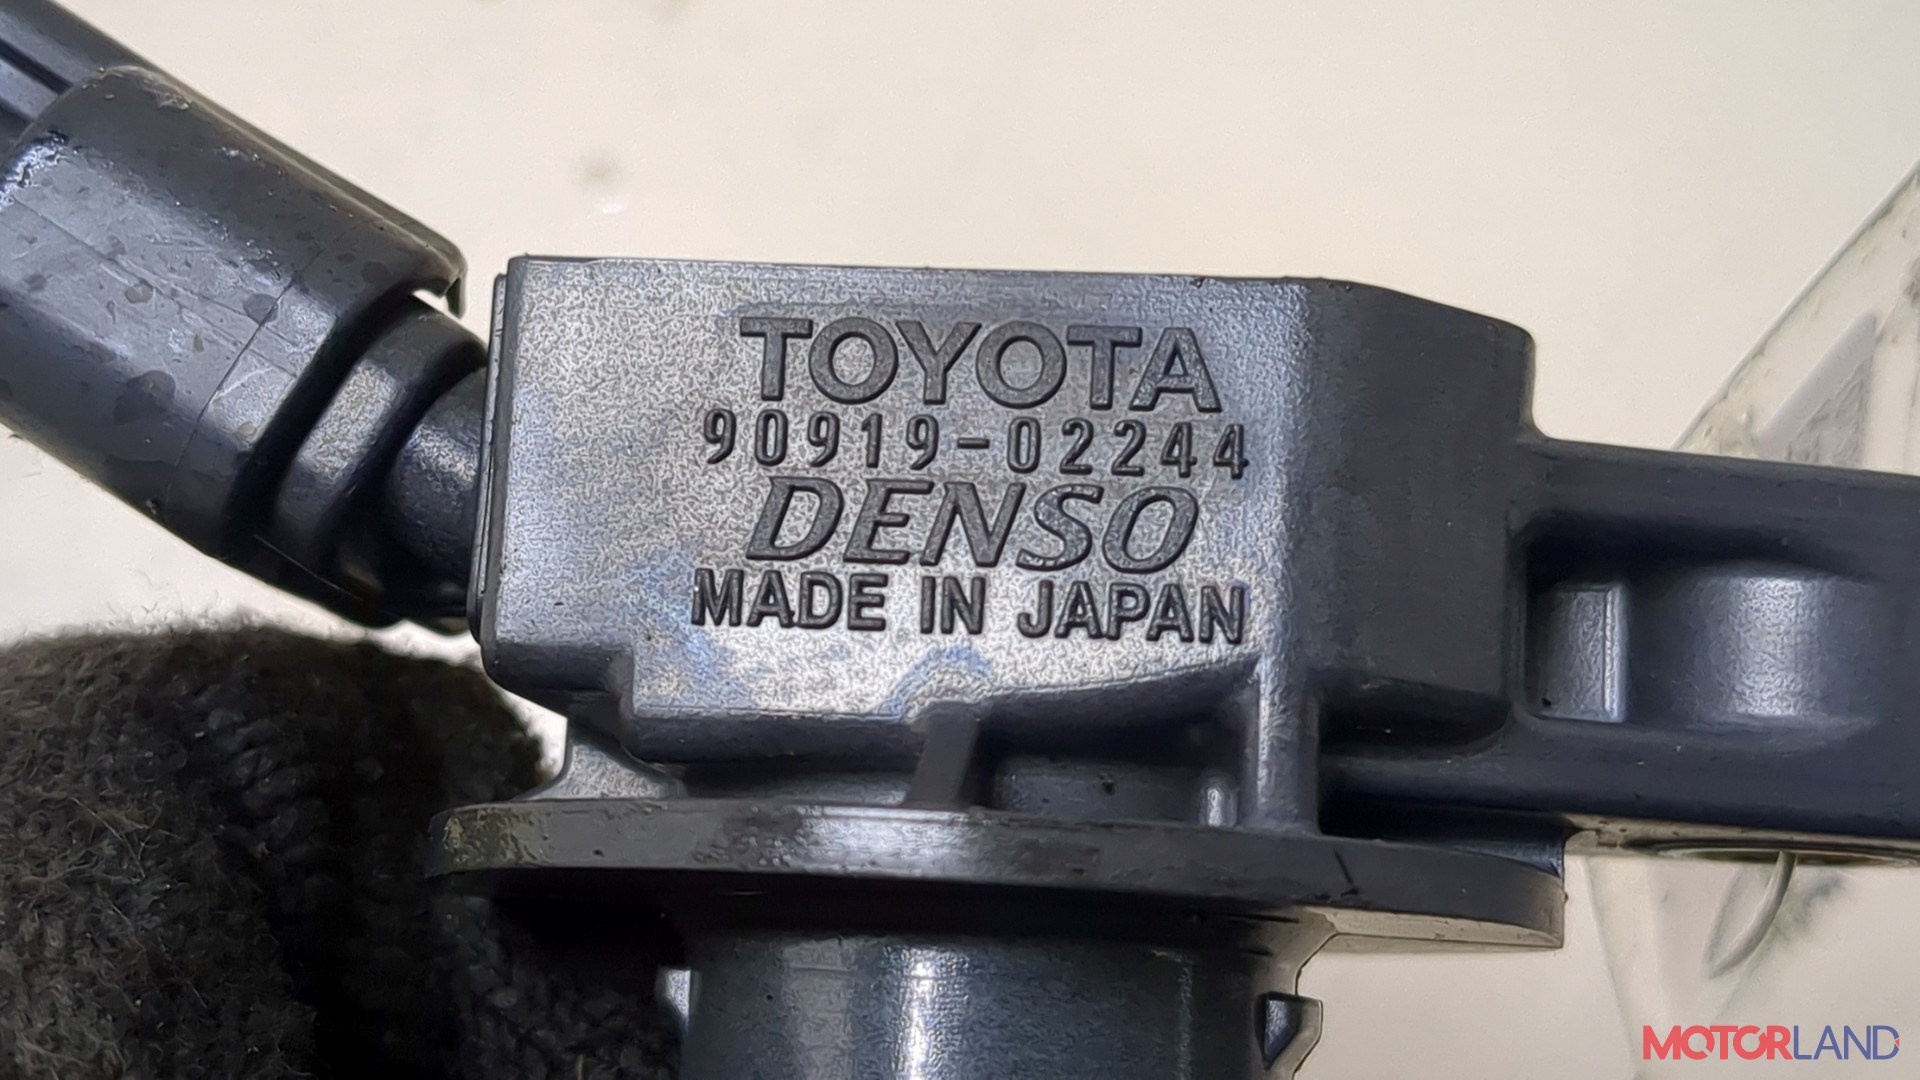 TOYOTA
90919-02244
DENSO
MADE IN JAPAN
MOTORLAND